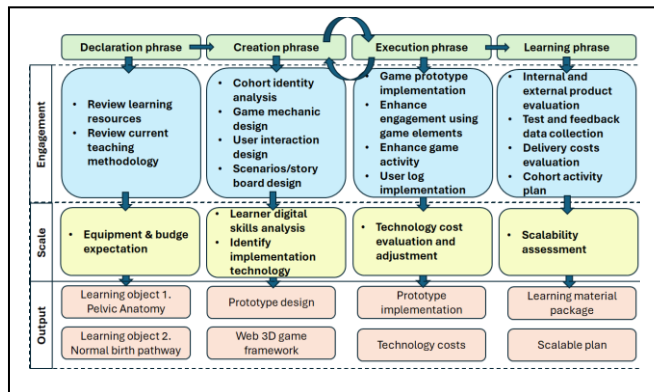 Declaration phrase
Creation phrase
Execution phrase
Learning phrase
Engagement
• Review learning
resources
• Review current
teaching
methodology
• Cohort identity
analysis
• Game mechanic
design
• User interaction
design
• Scenarios/story
board design
• Game prototype
implementation
• Enhance
engagement using
game elements
• Enhance game
activity
• User log
implementation
• Internal and
external product
evaluation
• Test and feedback
data collection
• Delivery costs
evaluation
• Cohort activity
plan
Scale
• Equipment & budge
expectation
• Learner digital
skills analysis
• Identify
implementation
technology
• Technology cost
evaluation and
adjustment
• Scalability
assessment
Output
Learning object 1.
Pelvic Anatomy
Prototype design
Prototype
implementation
Learning material
package
Learning object 2.
Normal birth pathway
Web 3D game
framework
Technology costs
Scalable plan